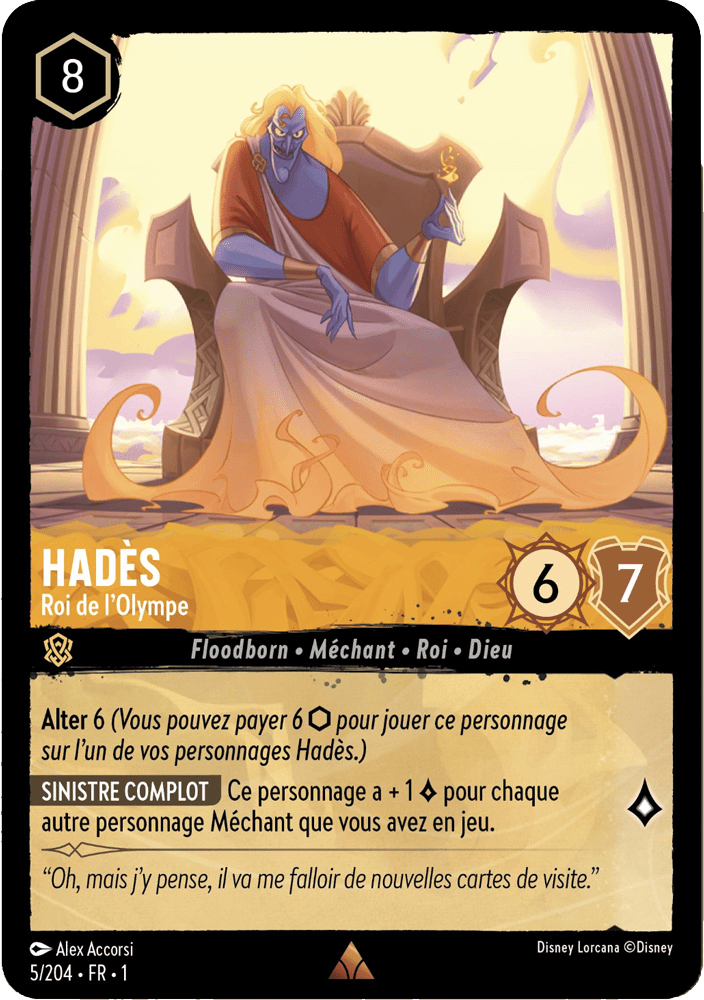 8
HADÈS
Roi de l'Olympe
6
7
Floodborn • Méchant • Roi • Dieu
Alter 6 (Vous pouvez payer 6 ⬡ pour jouer ce personnage
sur l'un de vos personnages Hadès.)
SINISTRE COMPLOT Ce personnage a + 1 ⟡ pour chaque
autre personnage Méchant que vous avez en jeu.
“Oh, mais j'y pense, il va me falloir de nouvelles cartes de visite.”
Alex Accorsi
Disney Lorcana ©Disney
5/204 • FR • 1